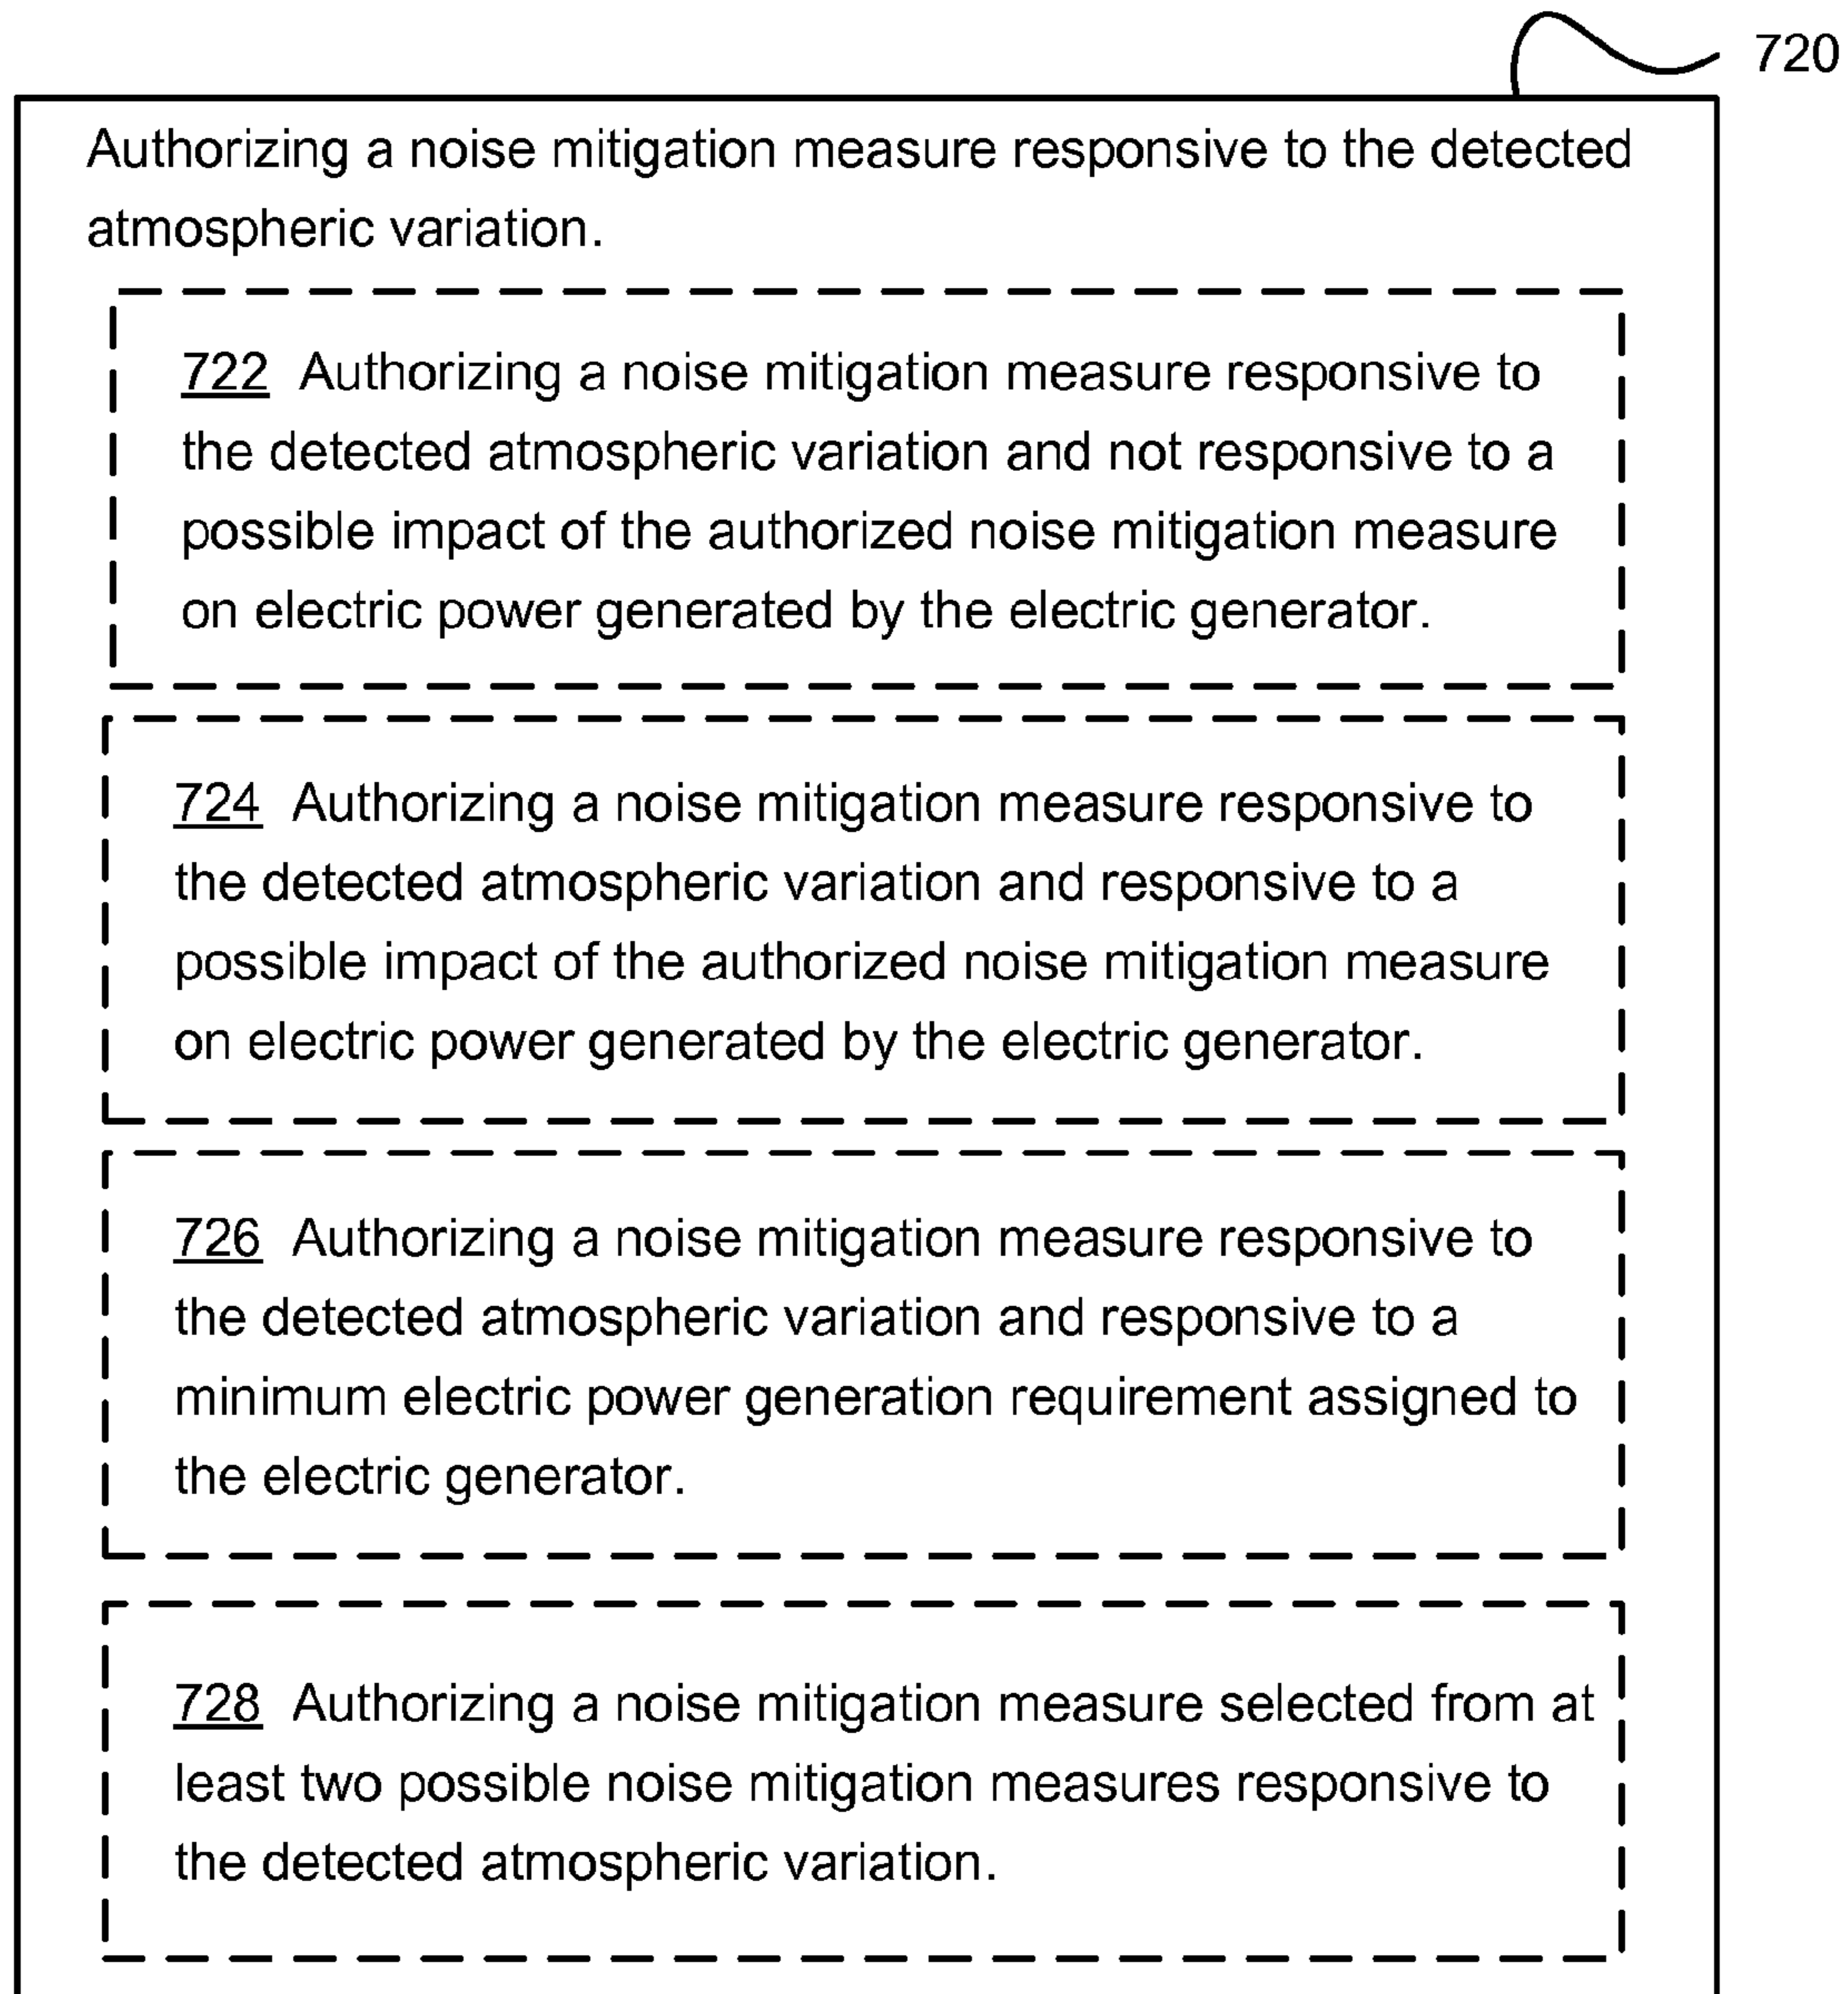 720
Authorizing a noise mitigation measure responsive to the detected
atmospheric variation.
722 Authorizing a noise mitigation measure responsive to
the detected atmospheric variation and not responsive to a
possible impact of the authorized noise mitigation measure
on electric power generated by the electric generator.
724 Authorizing a noise mitigation measure responsive to
the detected atmospheric variation and responsive to a
possible impact of the authorized noise mitigation measure
on electric power generated by the electric generator.
726 Authorizing a noise mitigation measure responsive to
the detected atmospheric variation and responsive to a
minimum electric power generation requirement assigned to
the electric generator.
728 Authorizing a noise mitigation measure selected from at
least two possible noise mitigation measures responsive to
the detected atmospheric variation.